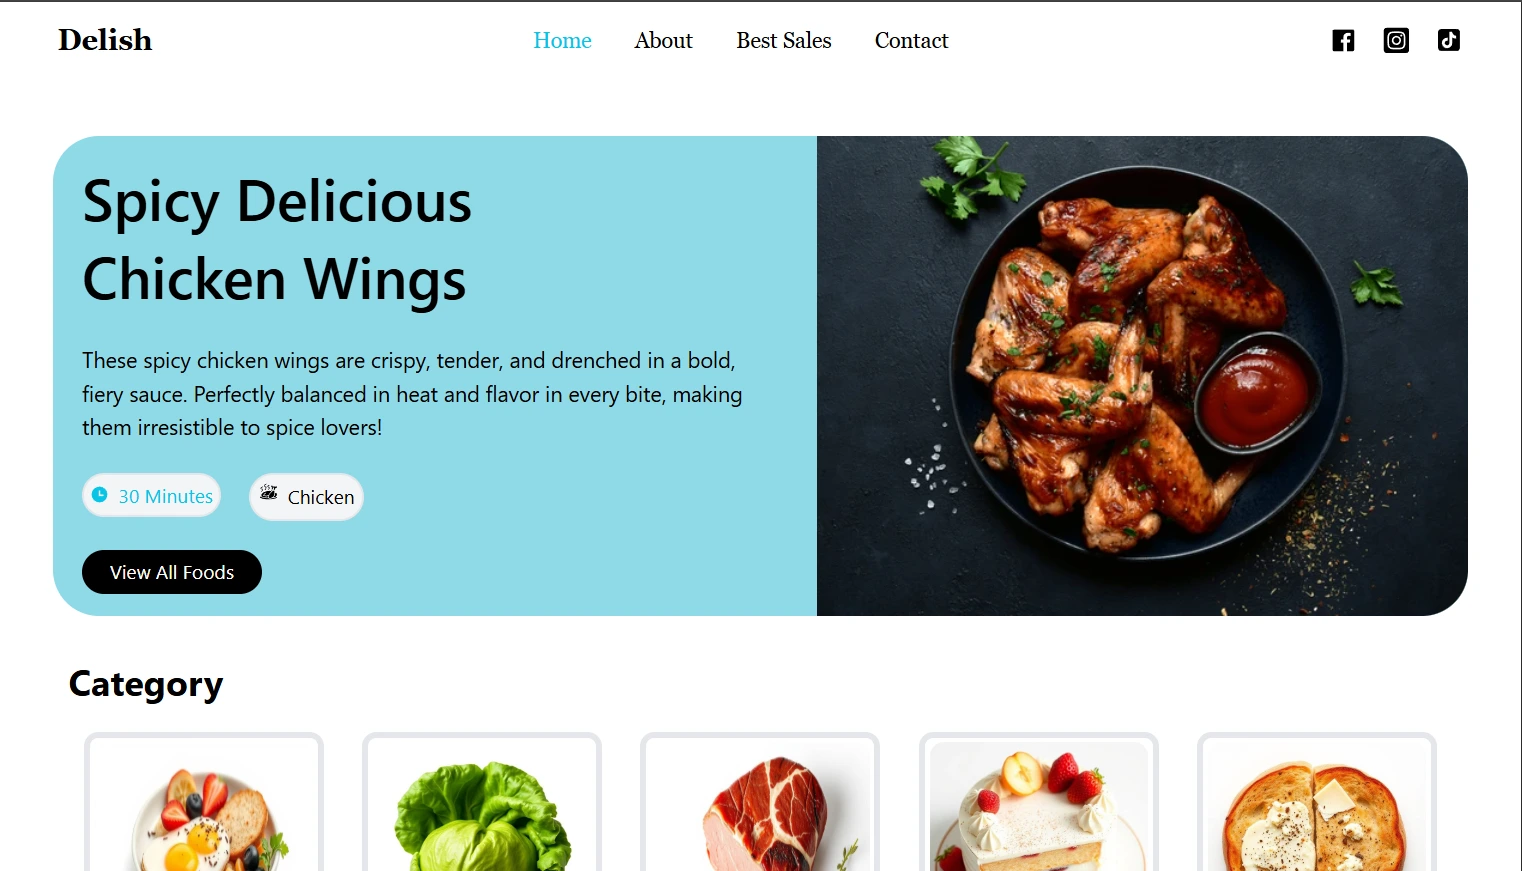 Delish
Home About Best Sales Contact
Spicy Delicious
Chicken Wings
These spicy chicken wings are crispy, tender, and drenched in a bold,
fiery sauce. Perfectly balanced in heat and flavor in every bite, making
them irresistible to spice lovers!
30 Minutes
Chicken
View All Foods
Category